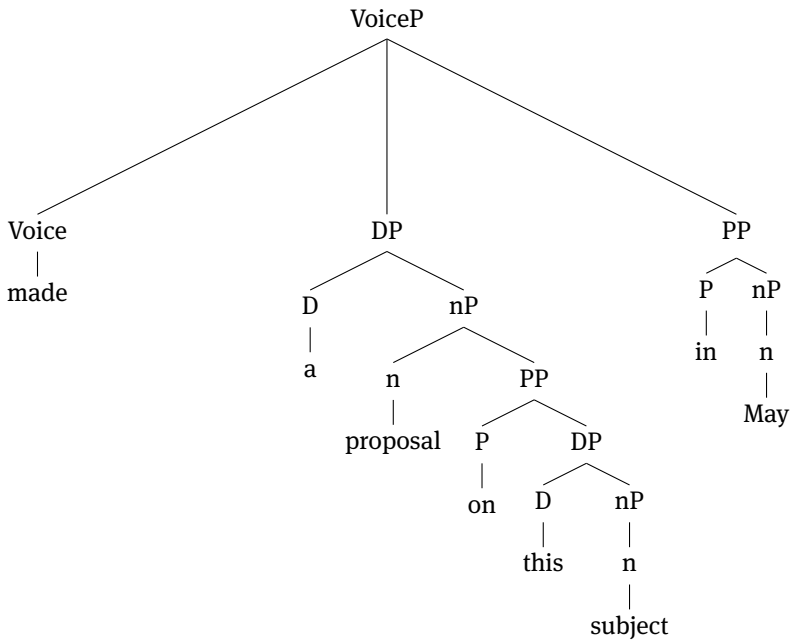 VoiceP
Voice DP PP
made D nP P nP
a n PP in n
proposal P DP May
on D nP
this n
subject